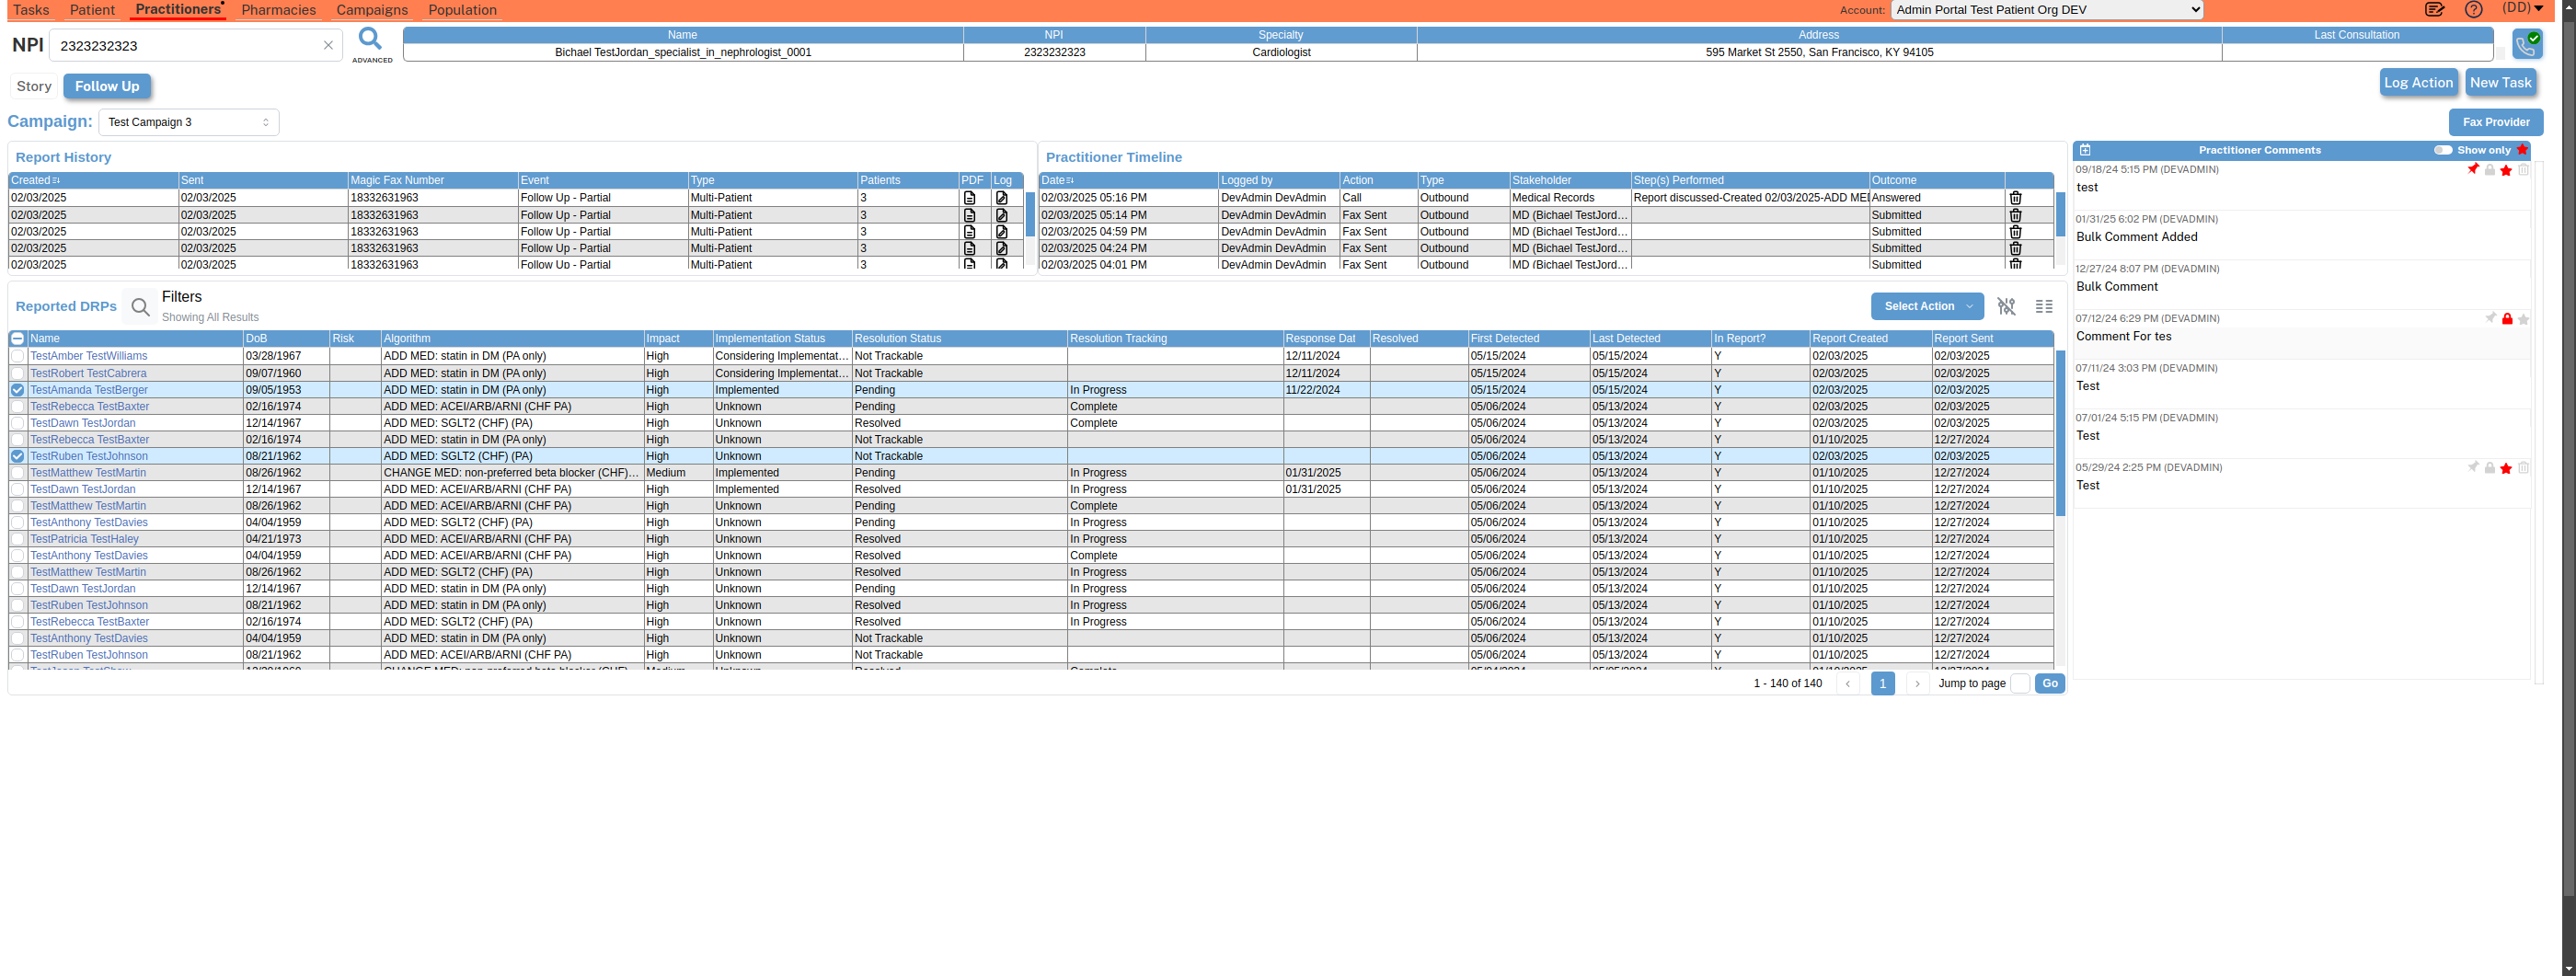 Tasks Patient Practitioners Pharmacies Campaigns Population Account: Admin Portal Test Patient Org DEV (DD)
NPI 2323232323 ADVANCED
Name NPI Specialty Address Last Consultation
Bichael TestJordan_specialist_in_nephrologist_0001 2323232323 Cardiologist 595 Market St 2550, San Francisco, KY 94105
Story Follow Up Log Action New Task
Campaign: Test Campaign 3 Fax Provider
Report History
Created Sent Magic Fax Number Event Type Patients PDF Log
02/03/2025 02/03/2025 18332631963 Follow Up - Partial Multi-Patient 3
02/03/2025 02/03/2025 18332631963 Follow Up - Partial Multi-Patient 3
02/03/2025 02/03/2025 18332631963 Follow Up - Partial Multi-Patient 3
02/03/2025 02/03/2025 18332631963 Follow Up - Partial Multi-Patient 3
02/03/2025 02/03/2025 18332631963 Follow Up - Partial Multi-Patient 3
Practitioner Timeline
Date Logged by Action Type Stakeholder Step(s) Performed Outcome
02/03/2025 05:16 PM DevAdmin DevAdmin Call Outbound Medical Records Report discussed-Created 02/03/2025-ADD ME Answered
02/03/2025 05:14 PM DevAdmin DevAdmin Fax Sent Outbound MD (Bichael TestJord... Submitted
02/03/2025 04:59 PM DevAdmin DevAdmin Fax Sent Outbound MD (Bichael TestJord... Submitted
02/03/2025 04:24 PM DevAdmin DevAdmin Fax Sent Outbound MD (Bichael TestJord... Submitted
02/03/2025 04:01 PM DevAdmin DevAdmin Fax Sent Outbound MD (Bichael TestJord... Submitted
Reported DRPs Filters
Showing All Results
Select Action
Name DoB Risk Algorithm Impact Implementation Status Resolution Status Resolution Tracking Response Dat Resolved First Detected Last Detected In Report? Report Created Report Sent
TestAmber TestWilliams 03/28/1967 ADD MED: statin in DM (PA only) High Considering Implementat... Not Trackable 12/11/2024 05/15/2024 05/15/2024 Y 02/03/2025 02/03/2025
TestRobert TestCabrera 09/07/1960 ADD MED: statin in DM (PA only) High Considering Implementat... Not Trackable 12/11/2024 05/15/2024 05/15/2024 Y 02/03/2025 02/03/2025
TestAmanda TestBerger 09/05/1953 ADD MED: statin in DM (PA only) High Implemented Pending In Progress 11/22/2024 05/15/2024 05/15/2024 Y 02/03/2025 02/03/2025
TestRebecca TestBaxter 02/16/1974 ADD MED: ACEI/ARB/ARNI (CHF PA) High Unknown Pending Complete 05/06/2024 05/13/2024 Y 02/03/2025 02/03/2025
TestDawn TestJordan 12/14/1967 ADD MED: SGLT2 (CHF) (PA) High Unknown Resolved Complete 05/06/2024 05/13/2024 Y 02/03/2025 02/03/2025
TestRebecca TestBaxter 02/16/1974 ADD MED: statin in DM (PA only) High Unknown Not Trackable 05/06/2024 05/13/2024 Y 01/10/2025 12/27/2024
TestRuben TestJohnson 08/21/1962 ADD MED: SGLT2 (CHF) (PA) High Unknown Not Trackable 05/06/2024 05/13/2024 Y 02/03/2025 02/03/2025
TestMatthew TestMartin 08/26/1962 CHANGE MED: non-preferred beta blocker (CHF)... Medium Implemented Pending In Progress 01/31/2025 05/06/2024 05/13/2024 Y 01/10/2025 12/27/2024
TestDawn TestJordan 12/14/1967 ADD MED: ACEI/ARB/ARNI (CHF PA) High Implemented Resolved In Progress 01/31/2025 05/06/2024 05/13/2024 Y 01/10/2025 12/27/2024
TestMatthew TestMartin 08/26/1962 ADD MED: ACEI/ARB/ARNI (CHF PA) High Unknown Pending Complete 05/06/2024 05/13/2024 Y 01/10/2025 12/27/2024
TestAnthony TestDavies 04/04/1959 ADD MED: SGLT2 (CHF) (PA) High Unknown Pending In Progress 05/06/2024 05/13/2024 Y 01/10/2025 12/27/2024
TestPatricia TestHaley 04/21/1973 ADD MED: ACEI/ARB/ARNI (CHF PA) High Unknown Resolved In Progress 05/06/2024 05/13/2024 Y 01/10/2025 12/27/2024
TestAnthony TestDavies 04/04/1959 ADD MED: ACEI/ARB/ARNI (CHF PA) High Unknown Resolved Complete 05/06/2024 05/13/2024 Y 01/10/2025 12/27/2024
TestMatthew TestMartin 08/26/1962 ADD MED: SGLT2 (CHF) (PA) High Unknown Resolved In Progress 05/06/2024 05/13/2024 Y 01/10/2025 12/27/2024
TestDawn TestJordan 12/14/1967 ADD MED: statin in DM (PA only) High Unknown Pending In Progress 05/06/2024 05/13/2024 Y 01/10/2025 12/27/2024
TestRuben TestJohnson 08/21/1962 ADD MED: statin in DM (PA only) High Unknown Resolved In Progress 05/06/2024 05/13/2024 Y 01/10/2025 12/27/2024
TestRebecca TestBaxter 02/16/1974 ADD MED: SGLT2 (CHF) (PA) High Unknown Resolved In Progress 05/06/2024 05/13/2024 Y 01/10/2025 12/27/2024
TestAnthony TestDavies 04/04/1959 ADD MED: statin in DM (PA only) High Unknown Not Trackable 05/06/2024 05/13/2024 Y 01/10/2025 12/27/2024
TestRuben TestJohnson 08/21/1962 ADD MED: ACEI/ARB/ARNI (CHF PA) High Unknown Not Trackable 05/06/2024 05/13/2024 Y 01/10/2025 12/27/2024
1 - 140 of 140 1 Jump to page Go
Practitioner Comments Show only
09/18/24 5:15 PM (DEVADMIN)
test
01/31/25 6:02 PM (DEVADMIN)
Bulk Comment Added
12/27/24 8:07 PM (DEVADMIN)
Bulk Comment
07/12/24 6:29 PM (DEVADMIN)
Comment For tes
07/11/24 3:03 PM (DEVADMIN)
Test
07/01/24 5:15 PM (DEVADMIN)
Test
05/29/24 2:25 PM (DEVADMIN)
Test